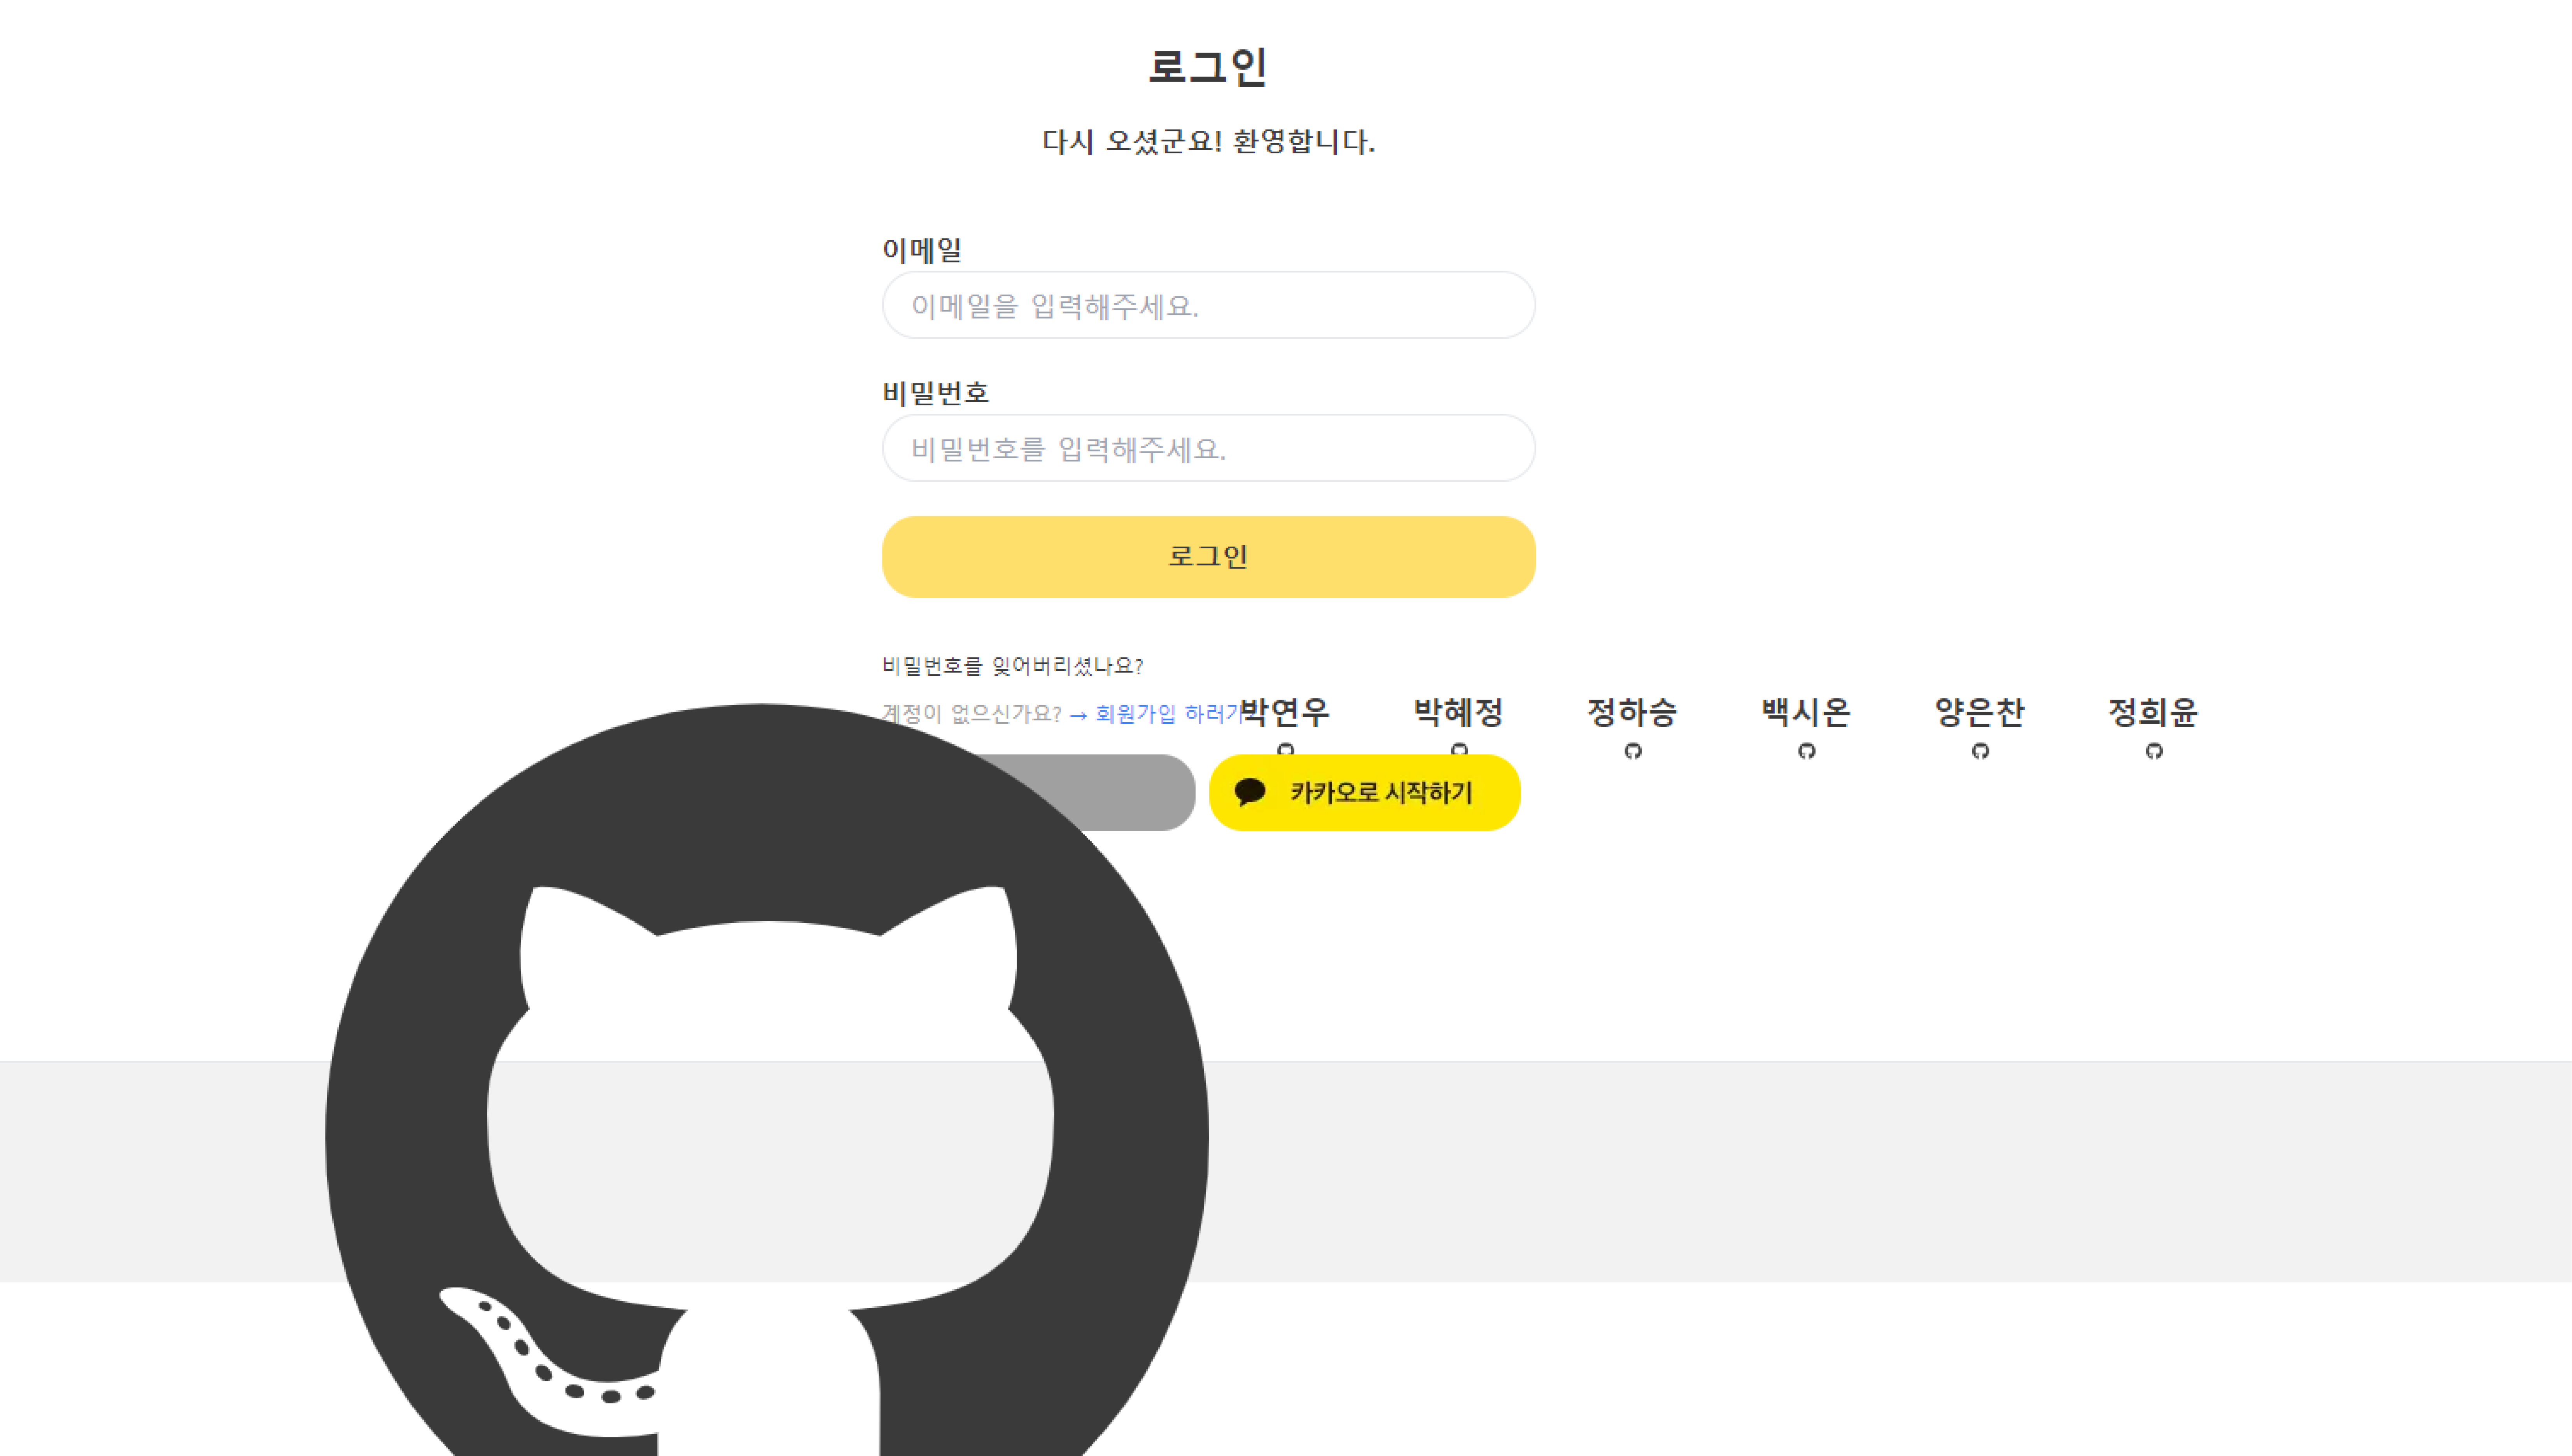 로그인
다시 오셨군요! 환영합니다.
이메일
이메일을 입력해주세요.
비밀번호
비밀번호를 입력해주세요.
로그인
비밀번호를 잊어버리셨나요?
계정이 없으신가요? → 회원가입 하러가
박연우 박혜정 정하승 백시온 양은찬 정희윤
카카오로 시작하기